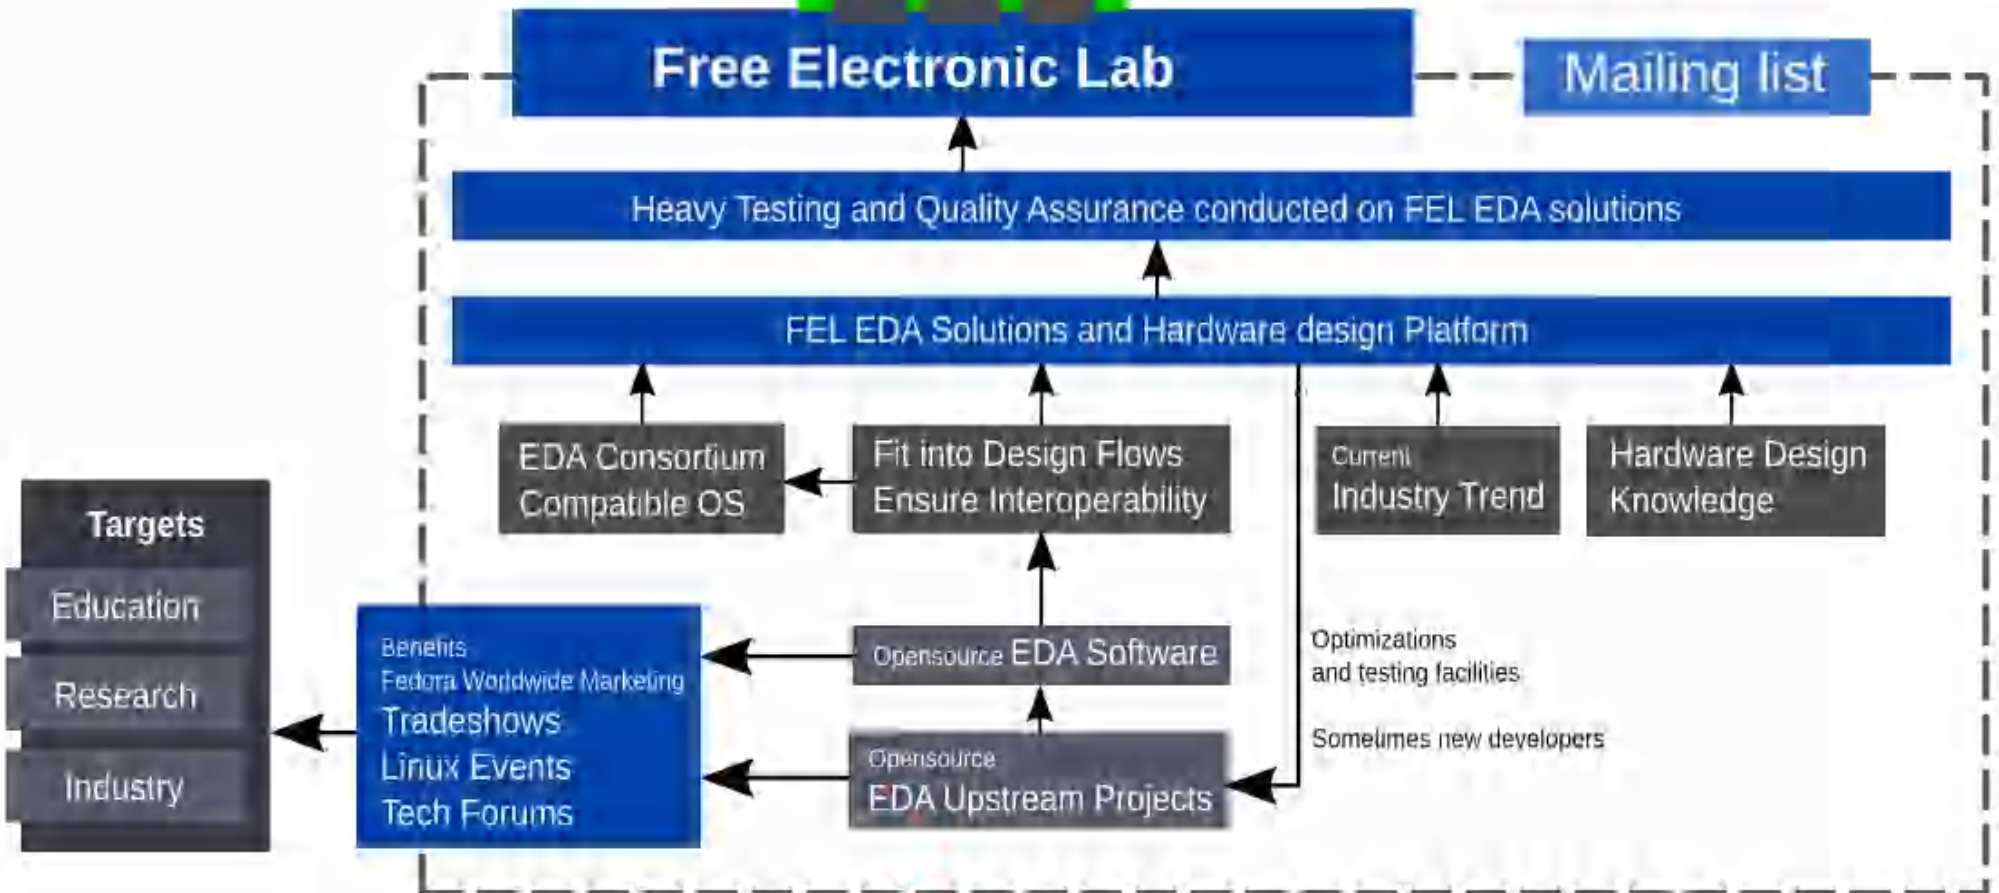 Free Electronic Lab
Mailing list
Heavy Testing and Quality Assurance conducted on FEL EDA solutions
FEL EDA Solutions and Hardware design Platform
EDA Consortium
Compatible OS
Fit into Design Flows
Ensure Interoperability
Current
Industry Trend
Hardware Design
Knowledge
Targets
Education
Research
Industry
Benefits
Fedora Worldwide Marketing
Tradeshows
Linux Events
Tech Forums
Opensource EDA Software
Opensource
EDA Upstream Projects
Optimizations
and testing facilities
Sometimes new developers